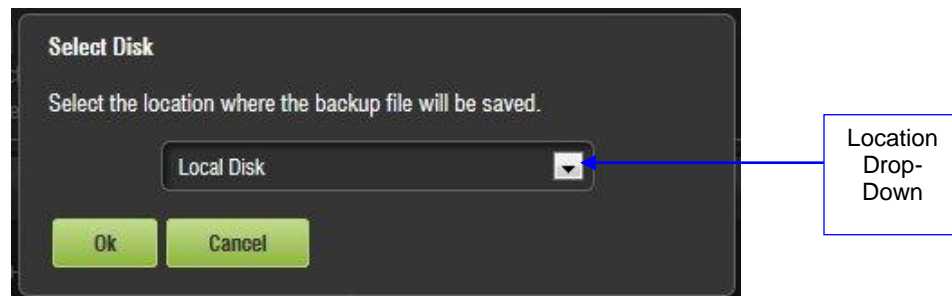 Select Disk
Select the location where the backup file will be saved.
Local Disk
Ok
Cancel
Location
Drop-
Down